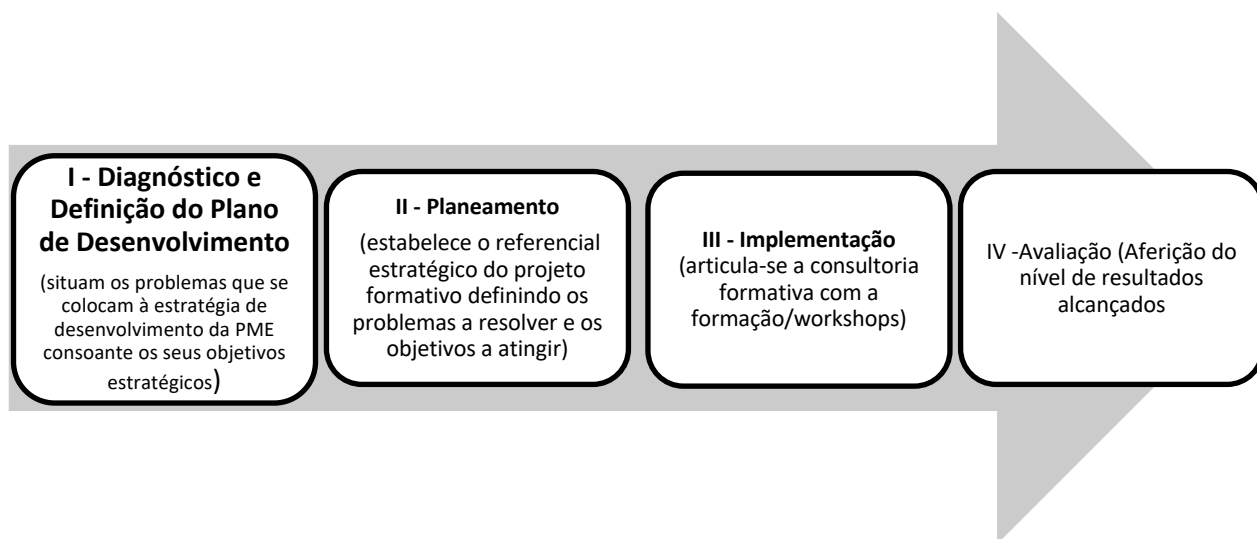 I - Diagnóstico e
Definição do Plano
de Desenvolvimento
(situam os problemas que se
colocam à estratégia de
desenvolvimento da PME
consoante os seus objetivos
estratégicos)
II - Planeamento
(estabelece o referencial
estratégico do projeto
formativo definindo os
problemas a resolver e os
objetivos a atingir)
III - Implementação
(articula-se a consultoria
formativa com a
formação/workshops)
IV -Avaliação (Aferição do
nível de resultados
alcançados